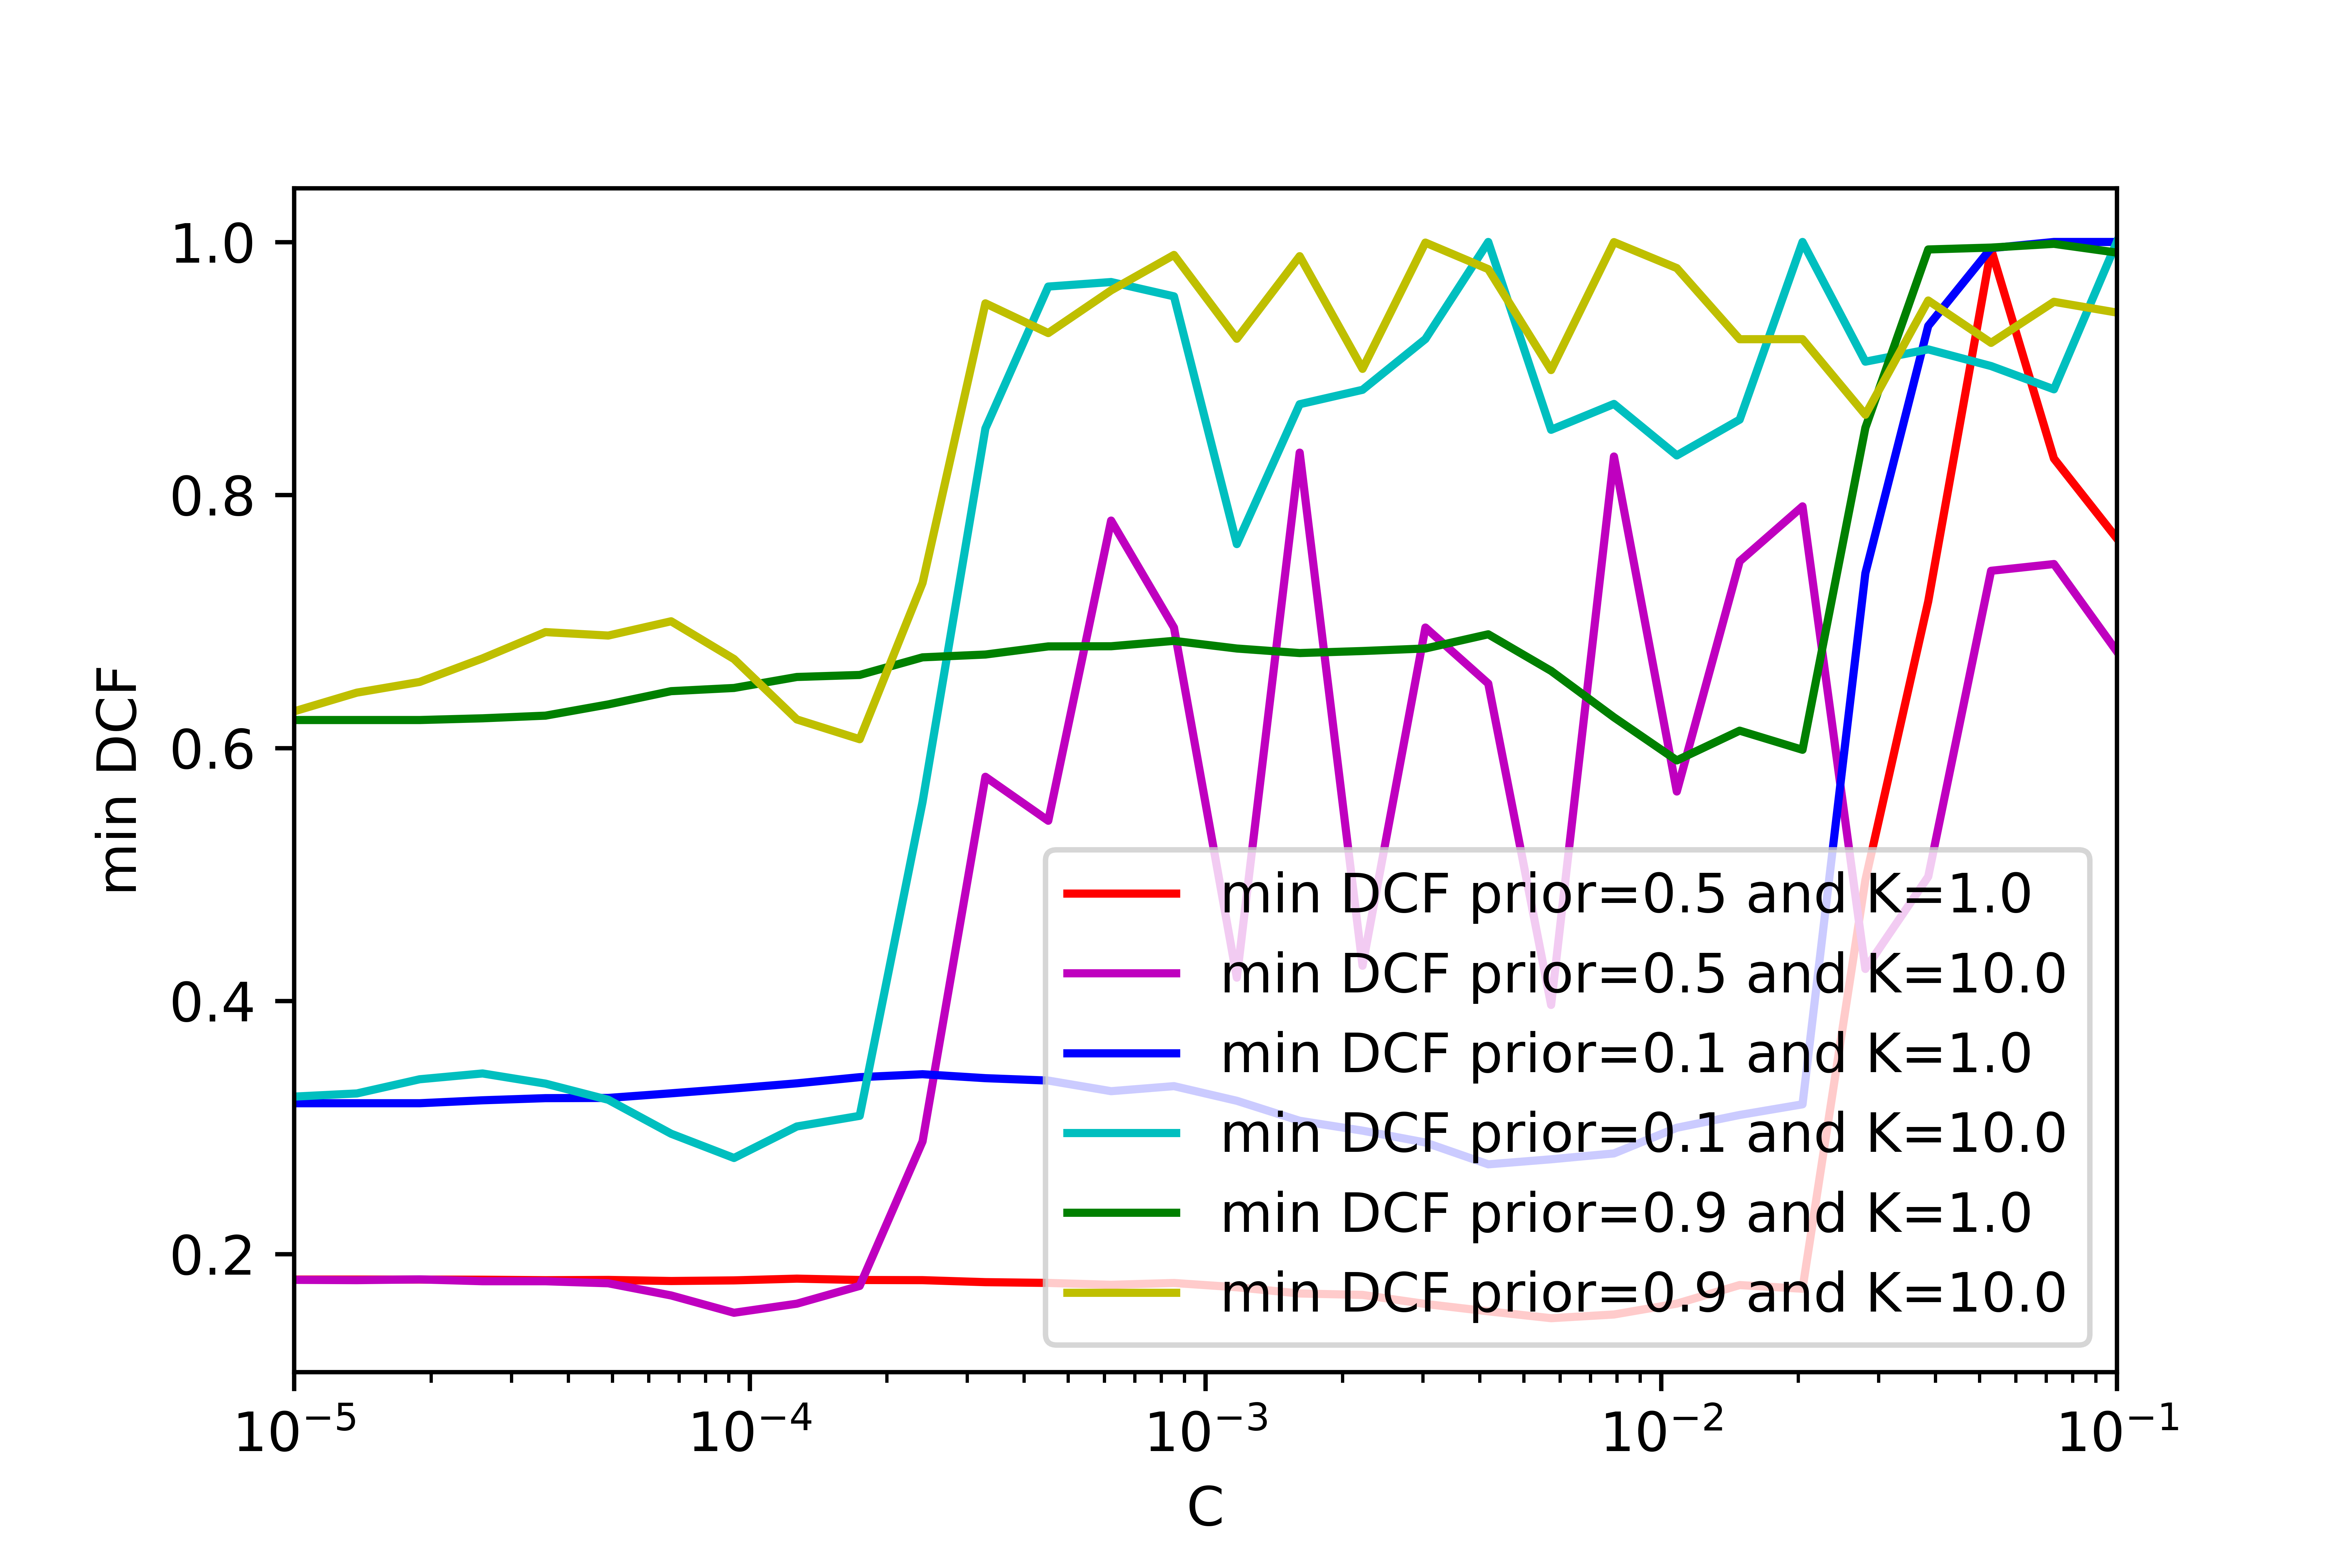 1.0
0.8
0.6
0.4
0.2
min DCF
min DCF prior=0.5 and K=1.0
min DCF prior=0.5 and K=10.0
min DCF prior=0.1 and K=1.0
min DCF prior=0.1 and K=10.0
min DCF prior=0.9 and K=1.0
min DCF prior=0.9 and K=10.0
10⁻⁵ 10⁻⁴ 10⁻³ 10⁻² 10⁻¹
C